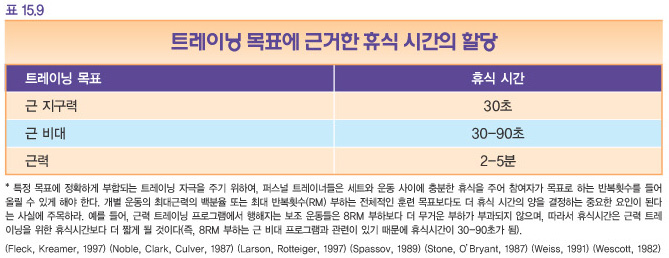 표 15.9
트레이닝 목표에 근거한 휴식 시간의 할당
트레이닝 목표 휴식 시간
근 지구력 30초
근 비대 30-90초
근력 2-5분
* 특정 목표에 정확하게 부합되는 트레이닝 자극을 주기 위하여, 퍼스널 트레이너들은 세트와 운동 사이에 충분한 휴식을 주어 참여자가 목표로 하는 반복횟수를 들어
올릴 수 있게 해야 한다. 개별 운동의 최대근력의 백분율 또는 최대 반복횟수(RM) 부하는 전체적인 훈련 목표보다도 더 휴식 시간의 양을 결정하는 중요한 요인이 된다
는 사실에 주목하라. 예를 들어, 근력 트레이닝 프로그램에서 행해지는 보조 운동들은 8RM 부하보다 더 무거운 부하가 부과되지 않으며, 따라서 휴식시간은 근력 트레
이닝을 위한 휴식시간보다 더 짧게 될 것이다(즉, 8RM 부하는 근 비대 프로그램과 관련이 있기 때문에 휴식시간이 30-90초가 됨).
(Fleck, Kreamer, 1997) (Noble, Clark, Culver, 1987) (Larson, Rotteiger, 1997) (Spassov, 1989) (Stone, O'Bryant, 1987) (Weiss, 1991) (Wescott, 1982)